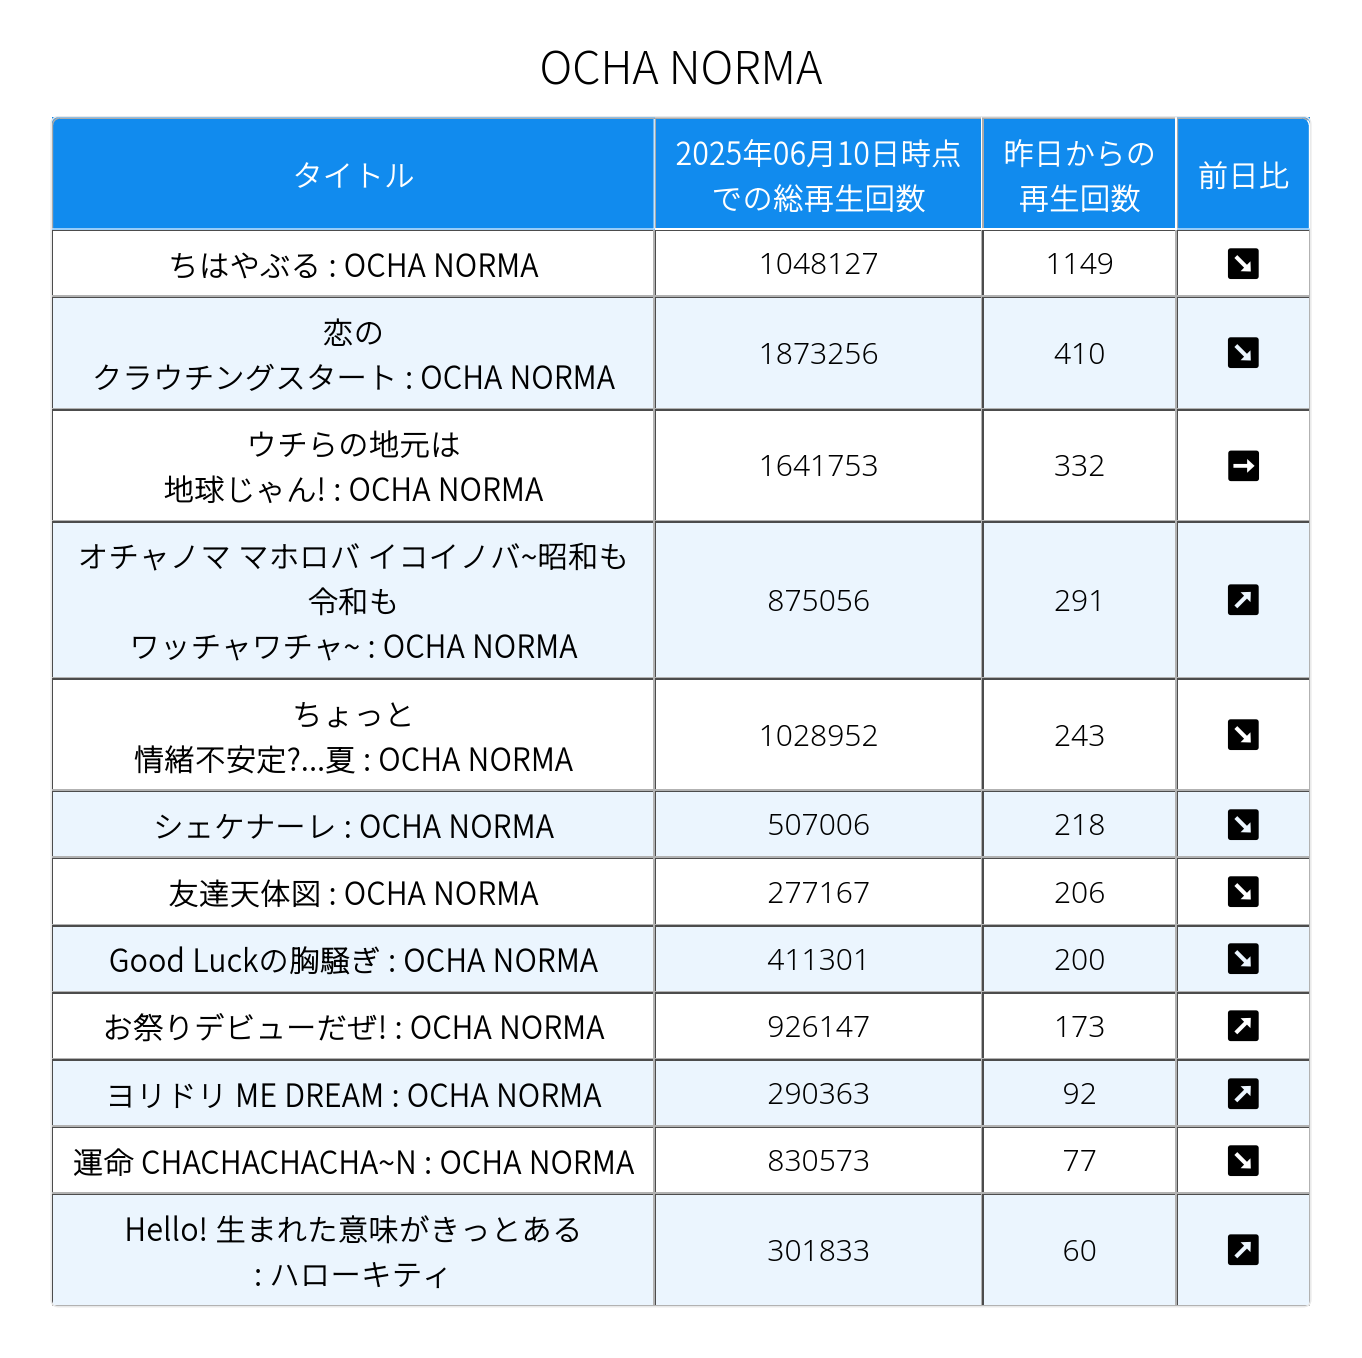 OCHA NORMA
タイトル
2025年06月10日時点
での総再生回数
昨日からの
再生回数
前日比
ちはやぶる : OCHA NORMA
1048127
1149
恋の
クラウチングスタート : OCHA NORMA
1873256
410
ウチらの地元は
地球じゃん! : OCHA NORMA
1641753
332
オチャノマ マホロバ イコイノバ~昭和も
令和も
ワッチャワチャ~ : OCHA NORMA
875056
291
ちょっと
情緒不安定?...夏 : OCHA NORMA
1028952
243
シェケナーレ : OCHA NORMA
507006
218
友達天体図 : OCHA NORMA
277167
206
Good Luckの胸騒ぎ : OCHA NORMA
411301
200
お祭りデビューだぜ! : OCHA NORMA
926147
173
ヨリドリ ME DREAM : OCHA NORMA
290363
92
運命 CHACHACHACHA~N : OCHA NORMA
830573
77
Hello! 生まれた意味がきっとある
: ハローキティ
301833
60